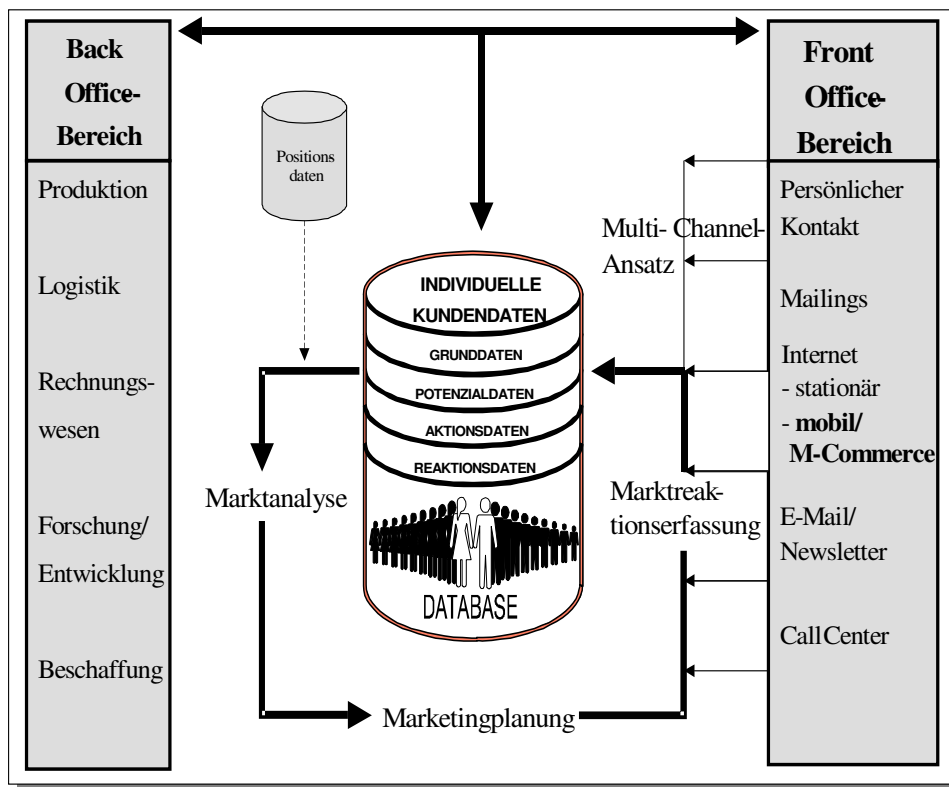 Back
Office-
Bereich
Produktion
Logistik
Rechnungs-
wesen
Forschung/
Entwicklung
Beschaffung
Positions
daten
INDIVIDUELLE
KUNDENDATEN
GRUNDDATEN
POTENZIALDATEN
AKTIONSDATEN
REAKTIONSDATEN
DATABASE
Marktanalyse
Marketingplanung
Marktreak-
tionserfassung
Multi- Channel-
Ansatz
Front
Office-
Bereich
Persönlicher
Kontakt
Mailings
Internet
- stationär
- mobil/
M-Commerce
E-Mail/
Newsletter
Call Center